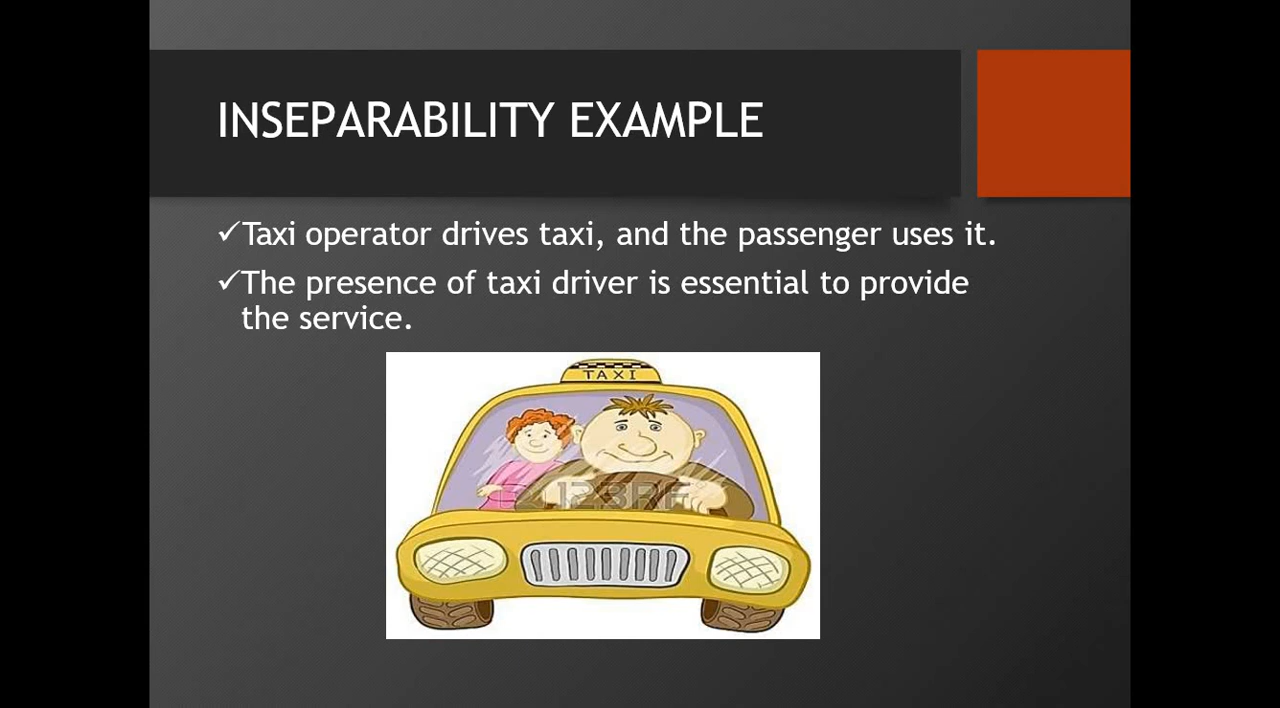 INSEPARABILITY EXAMPLE
✓Taxi operator drives taxi, and the passenger uses it.
✓The presence of taxi driver is essential to provide
the service.
TAXI
123RF